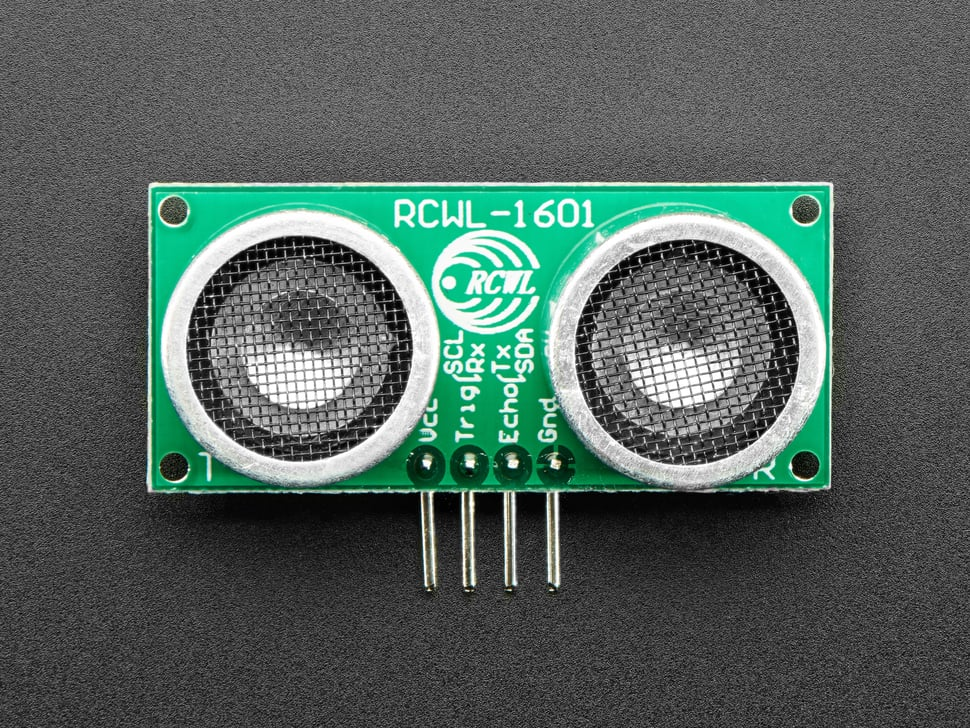 RCWL-1601
RCWL
Vcc
Trig/Rx
SCL
Echo/Tx
SDA
Gnd
T
R